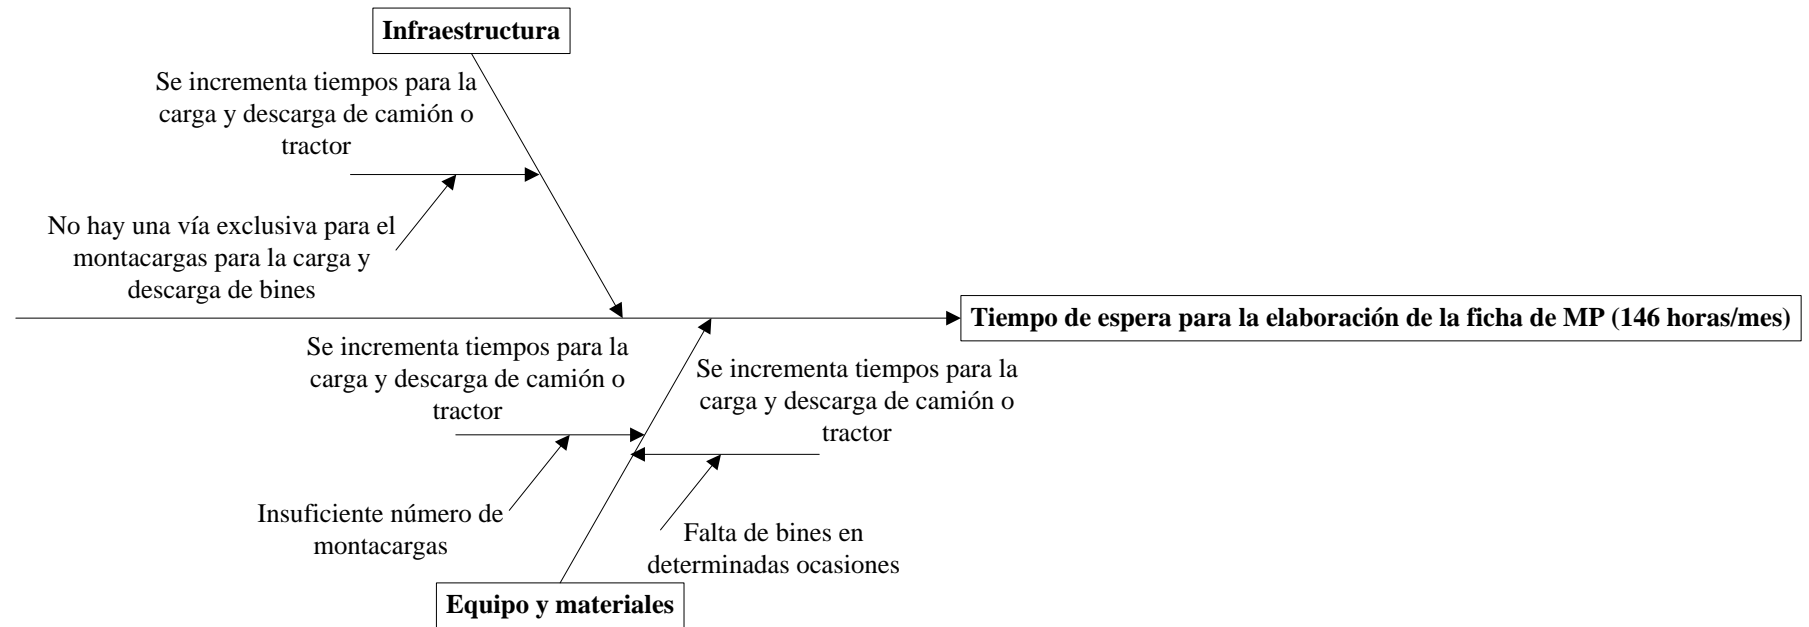 Infraestructura
Se incrementa tiempos para la
carga y descarga de camión o
tractor
No hay una vía exclusiva para el
montacargas para la carga y
descarga de bines
Tiempo de espera para la elaboración de la ficha de MP (146 horas/mes)
Se incrementa tiempos para la
carga y descarga de camión o
tractor
Se incrementa tiempos para la
carga y descarga de camión o
tractor
Insuficiente número de
montacargas
Falta de bines en
determinadas ocasiones
Equipo y materiales